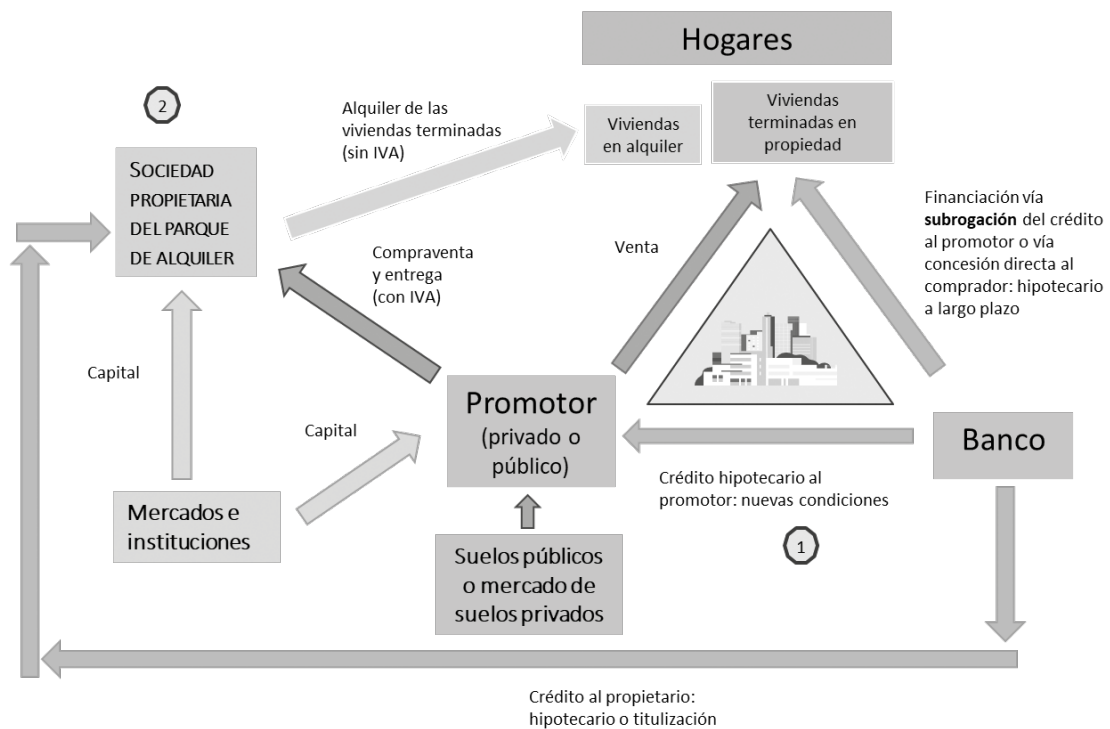 Hogares
2
Alquiler de las
viviendas terminadas
(sin IVA)
Viviendas
en alquiler
Viviendas
terminadas en
propiedad
SOCIEDAD
PROPIETARIA
DEL PARQUE
DE ALQUILER
Compraventa
y entrega
(con IVA)
Venta
Financiación vía
subrogación del crédito
al promotor o vía
concesión directa al
comprador: hipotecario
a largo plazo
Capital
Capital
Promotor
(privado o
público)
Banco
Crédito hipotecario al
promotor: nuevas condiciones
1
Mercados e
instituciones
Suelos públicos
o mercado de
suelos privados
Crédito al propietario:
hipotecario o titulización